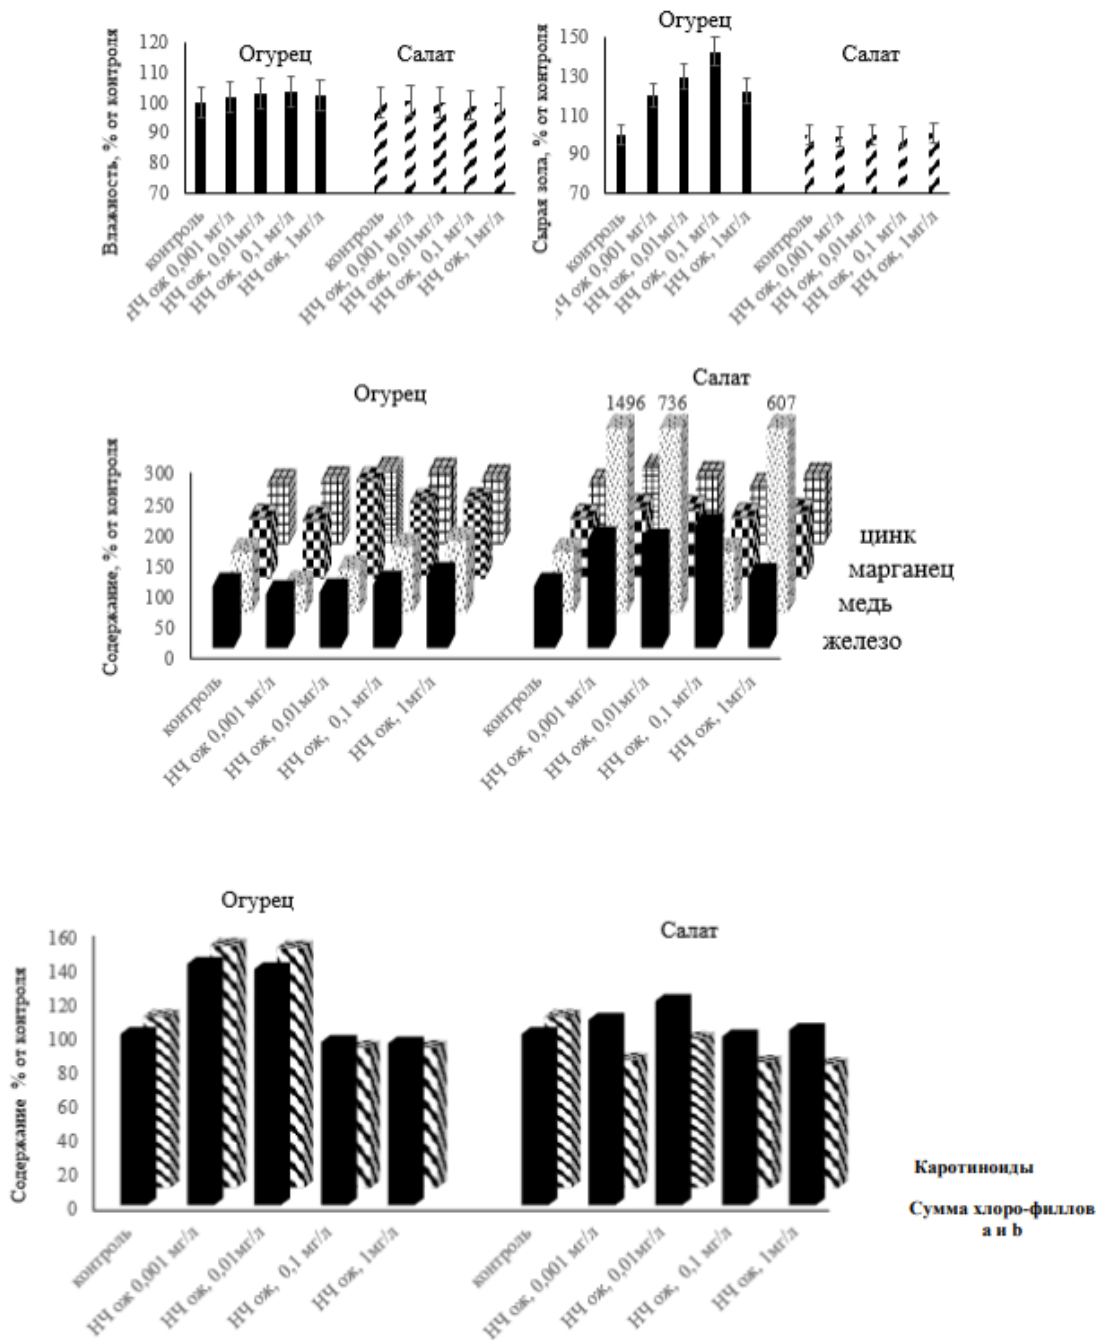 Влажность, % от контроля
120
110
100
90
80
70
Огурец
Салат
контроль
НЧ ож 0,001 мг/л
НЧ ож, 0,01мг/л
НЧ ож, 0,1 мг/л
НЧ ож, 1мг/л
контроль
НЧ ож, 0,001 мг/л
НЧ ож, 0,01мг/л
НЧ ож, 0,1 мг/л
НЧ ож, 1мг/л
Сырая зола, % от контроля
150
130
110
90
70
Огурец
Салат
контроль
НЧ ож 0,001 мг/л
НЧ ож, 0,01мг/л
НЧ ож, 0,1 мг/л
НЧ ож, 1мг/л
контроль
НЧ ож, 0,001 мг/л
НЧ ож, 0,01мг/л
НЧ ож, 0,1 мг/л
НЧ ож, 1мг/л
Содержание, % от контроля
300
250
200
150
100
50
0
Огурец
Салат
1496
736
607
цинк
марганец
медь
железо
контроль
НЧ ож 0,001 мг/л
НЧ ож, 0,01мг/л
НЧ ож, 0,1 мг/л
НЧ ож, 1мг/л
контроль
НЧ ож, 0,001 мг/л
НЧ ож, 0,01мг/л
НЧ ож, 0,1 мг/л
НЧ ож, 1мг/л
Содержание % от контроля
160
140
120
100
80
60
40
20
0
Огурец
Салат
Каротиноиды
Сумма хлоро-филлов
a и b
контроль
НЧ ож 0,001 мг/л
НЧ ож, 0,01мг/л
НЧ ож, 0,1 мг/л
НЧ ож, 1мг/л
контроль
НЧ ож, 0,001 мг/л
НЧ ож, 0,01мг/л
НЧ ож, 0,1 мг/л
НЧ ож, 1мг/л